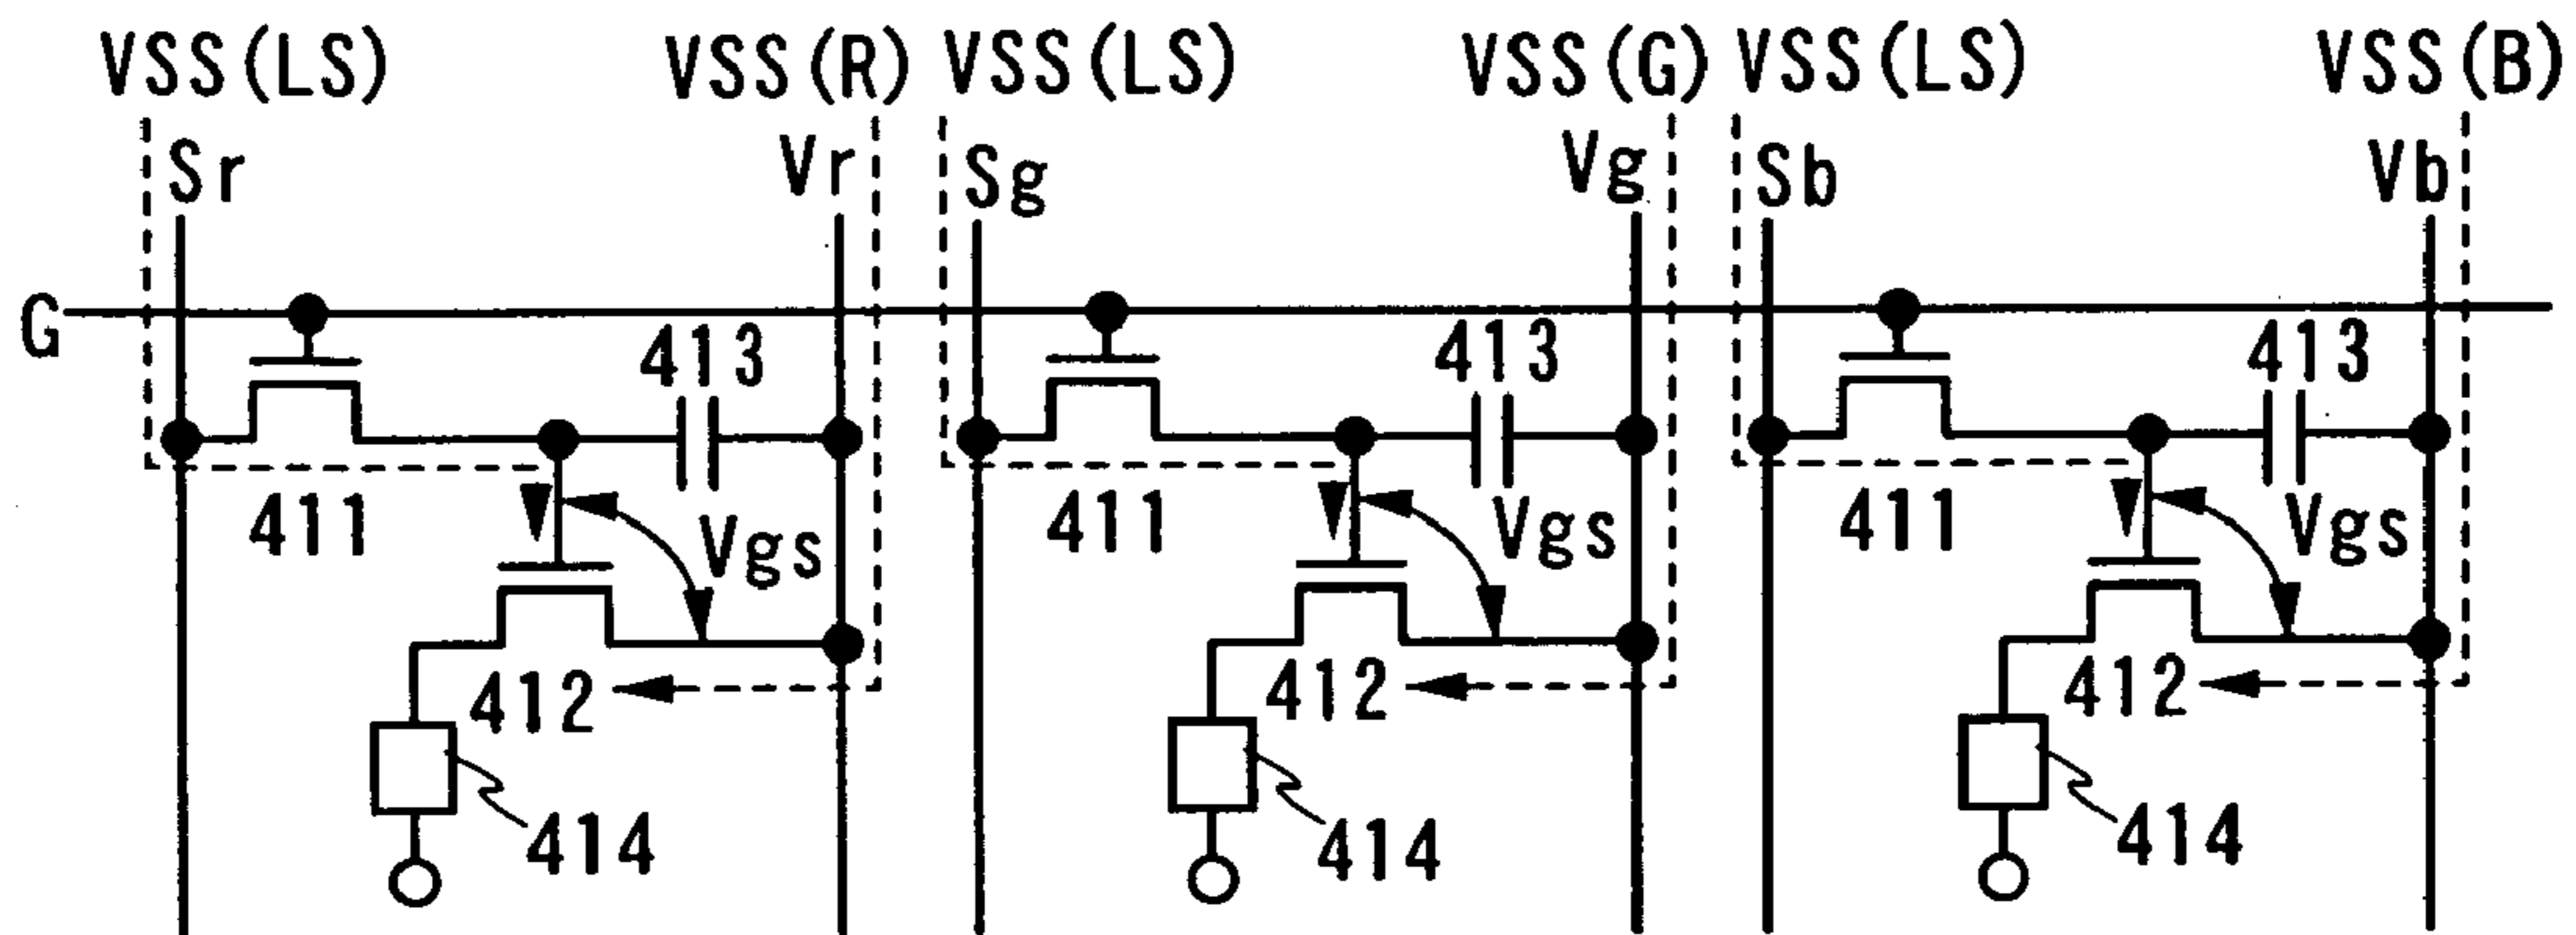 VSS(LS) VSS(R) VSS(LS) VSS(G) VSS(LS) VSS(B)
Sr Vr Sg Vg Sb Vb
G
413 413 413
411 Vgs 411 Vgs 411 Vgs
412 412 412
414 414 414